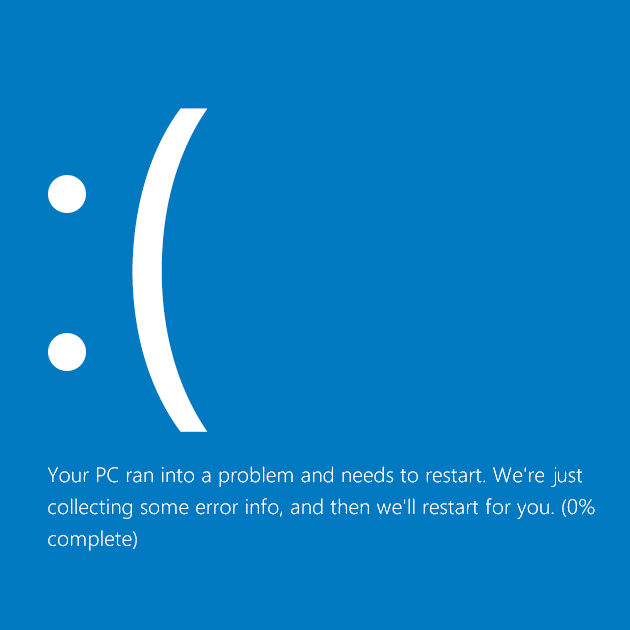 :(
Your PC ran into a problem and needs to restart. We're just
collecting some error info, and then we'll restart for you. (0%
complete)